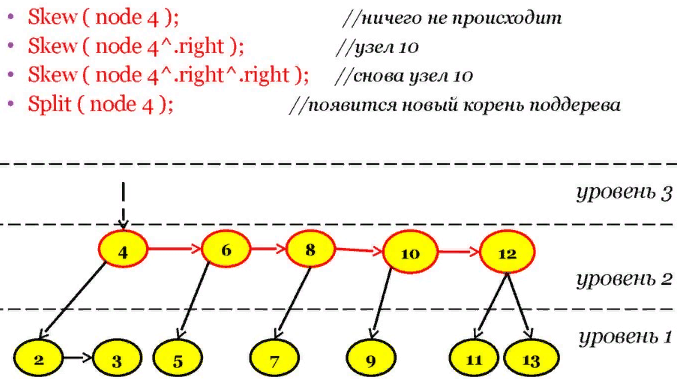 • Skew ( node 4 ); //ничего не происходит
• Skew ( node 4^.right ); //узел 10
• Skew ( node 4^.right^.right ); //снова узел 10
• Split ( node 4 ); //появится новый корень поддерева
уровень 3
4 6 8 10 12
уровень 2
уровень 1
2 3 5 7 9 11 13